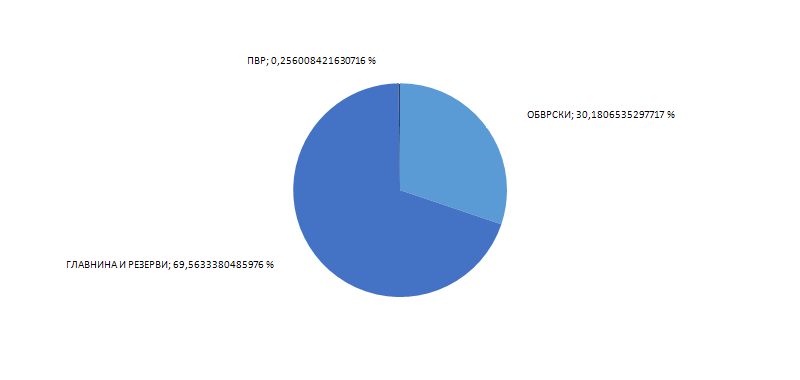 ПВР; 0,256008421630716 %
ОБВРСКИ; 30,1806535297717 %
ГЛАВНИНА И РЕЗЕРВИ; 69,5633380485976 %